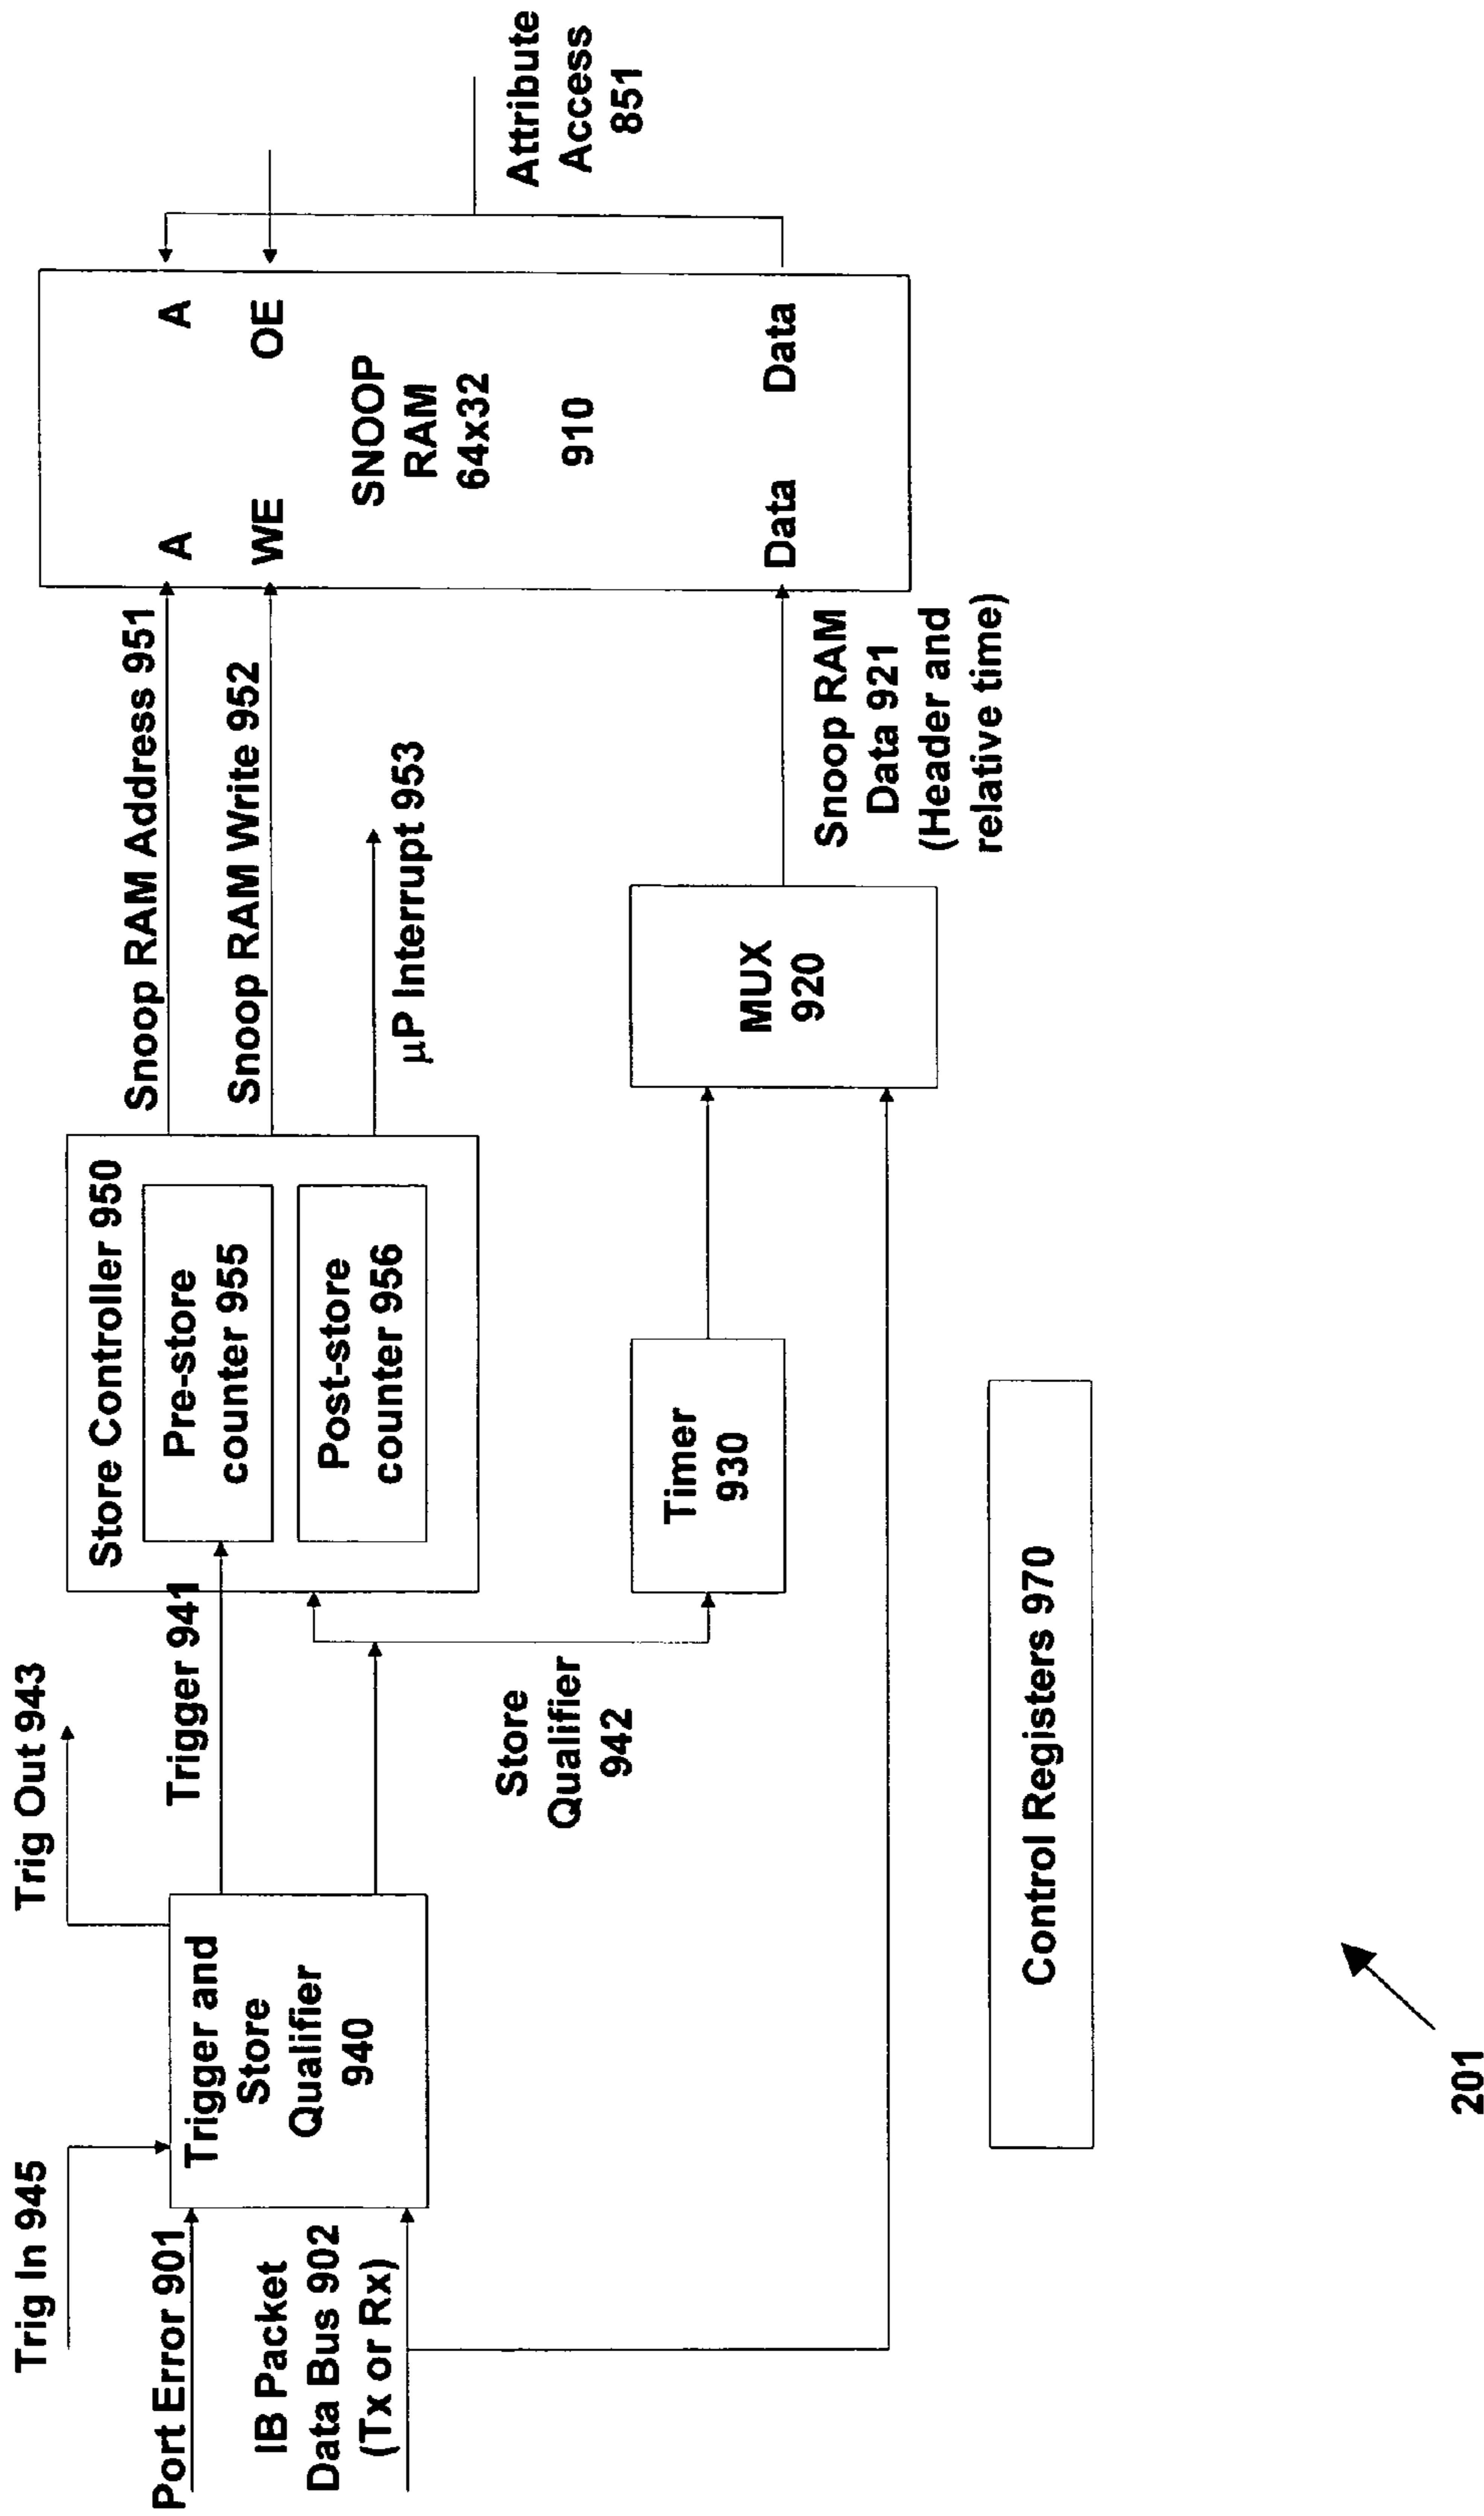 Trig In 945
Trig Out 943
Port Error 901
IB Packet
Data Bus 902
(Tx or Rx)
Trigger and
Store
Qualifier
940
Trigger 941
Store
Qualifier
942
Store Controller 950
Pre-store
counter 955
Post-store
counter 956
Timer
930
MUX
920
Snoop RAM Address 951
Snoop RAM Write 952
µP Interrupt 953
Snoop RAM
Data 921
(Header and
relative time)
A
A
WE
OE
SNOOP
RAM
64x32
910
Data
Data
Attribute
Access
851
Control Registers 970
201